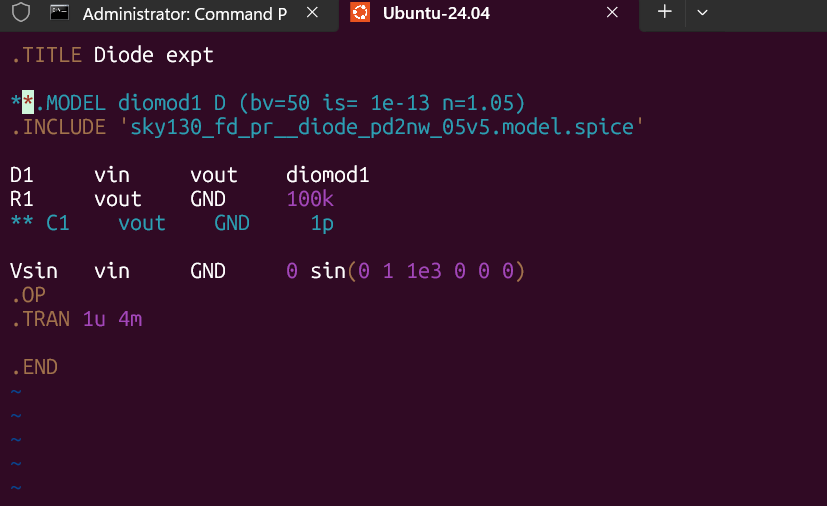 Administrator: Command P
Ubuntu-24.04
.TITLE Diode expt
**.MODEL diomod1 D (bv=50 is= 1e-13 n=1.05)
.INCLUDE 'sky130_fd_pr__diode_pd2nw_05v5.model.spice'
D1 vin vout diomod1
R1 vout GND 100k
** C1 vout GND 1p
Vsin vin GND 0 sin(0 1 1e3 0 0 0)
.OP
.TRAN 1u 4m
.END
~
~
~
~
~